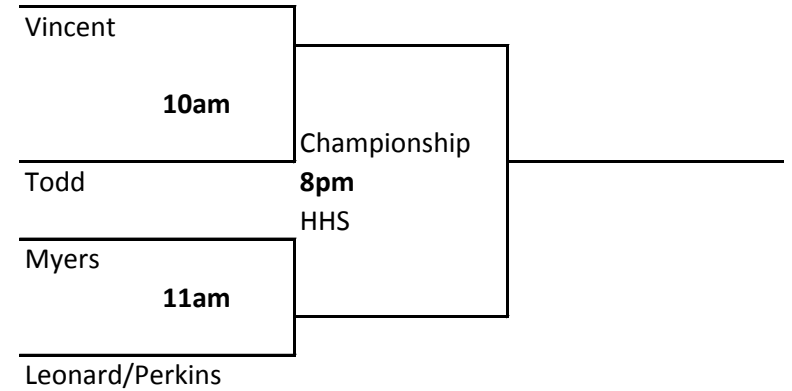 Vincent
10am
Championship
Todd
8pm
HHS
Myers
11am
Leonard/Perkins